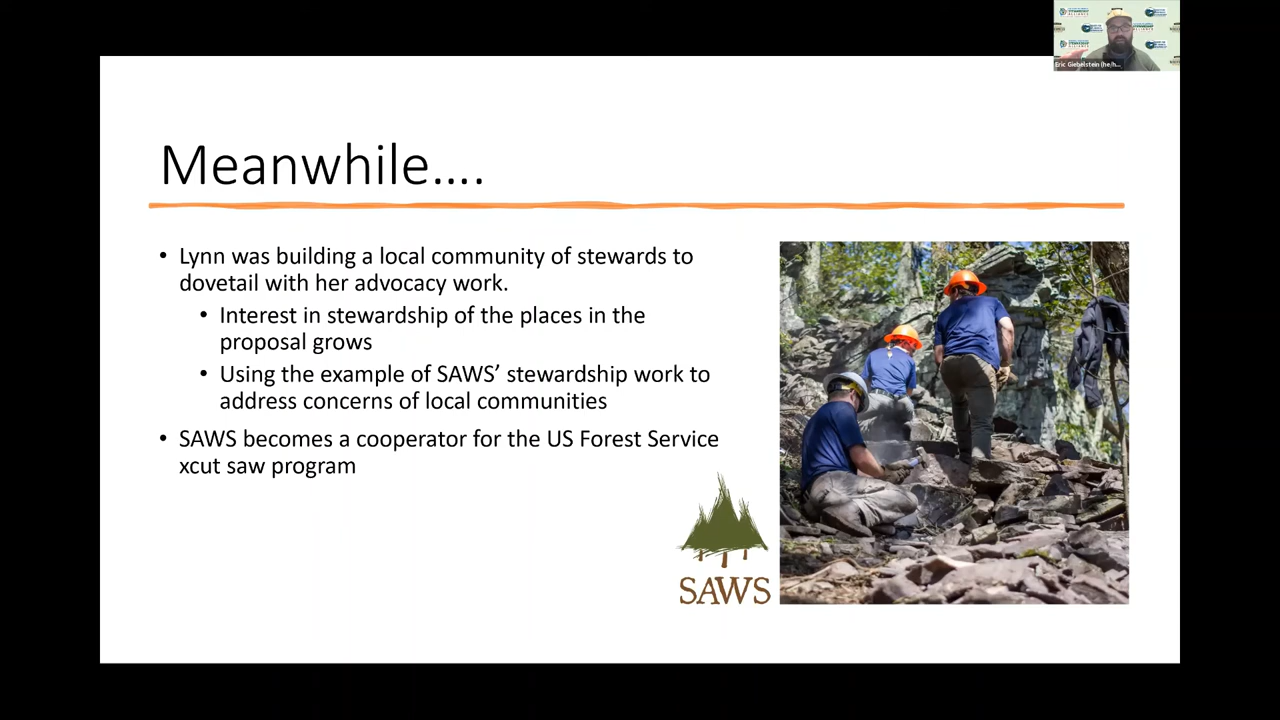 Eric Giebelstein (he/h...
Meanwhile....
• Lynn was building a local community of stewards to
dovetail with her advocacy work.
• Interest in stewardship of the places in the
proposal grows
• Using the example of SAWS’ stewardship work to
address concerns of local communities
• SAWS becomes a cooperator for the US Forest Service
xcut saw program
SAWS